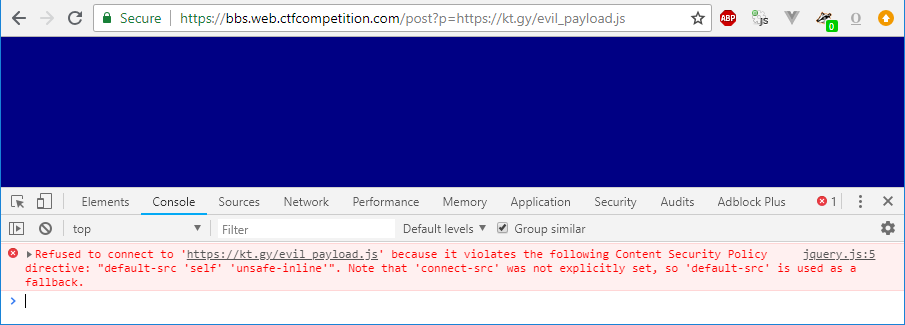 Secure https://bbs.web.ctfcompetition.com/post?p=https://kt.gy/evil_payload.js ABP JS 0
Elements Console Sources Network Performance Memory Application Security Audits Adblock Plus 1
top Filter Default levels Group similar
Refused to connect to 'https://kt.gy/evil_payload.js' because it violates the following Content Security Policy jquery.js:5
directive: "default-src 'self' 'unsafe-inline'". Note that 'connect-src' was not explicitly set, so 'default-src' is used as a
fallback.